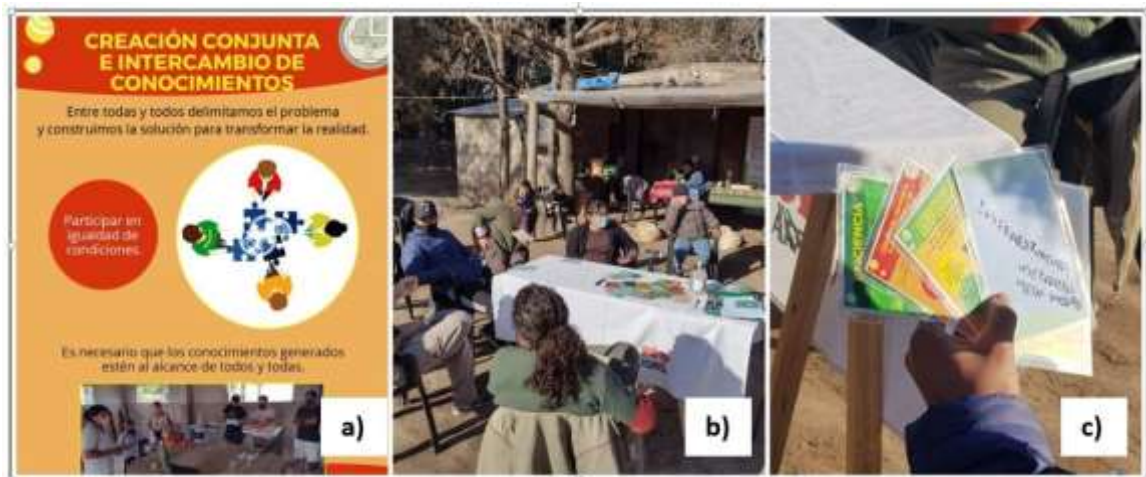 CREACIÓN CONJUNTA
E INTERCAMBIO DE
CONOCIMIENTOS
Entre todas y todos delimitamos el problema
y construimos la solución para transformar la realidad.
Participar en
igualdad de
condiciones.
Es necesario que los conocimientos generados
estén al alcance de todos y todas.
a)
b)
c)